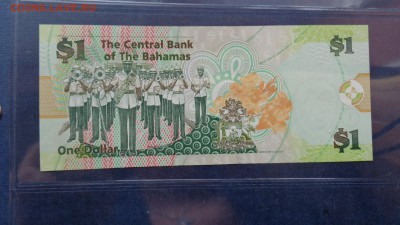 $1
The Central Bank
of The Bahamas
$1
One Dollar
$1